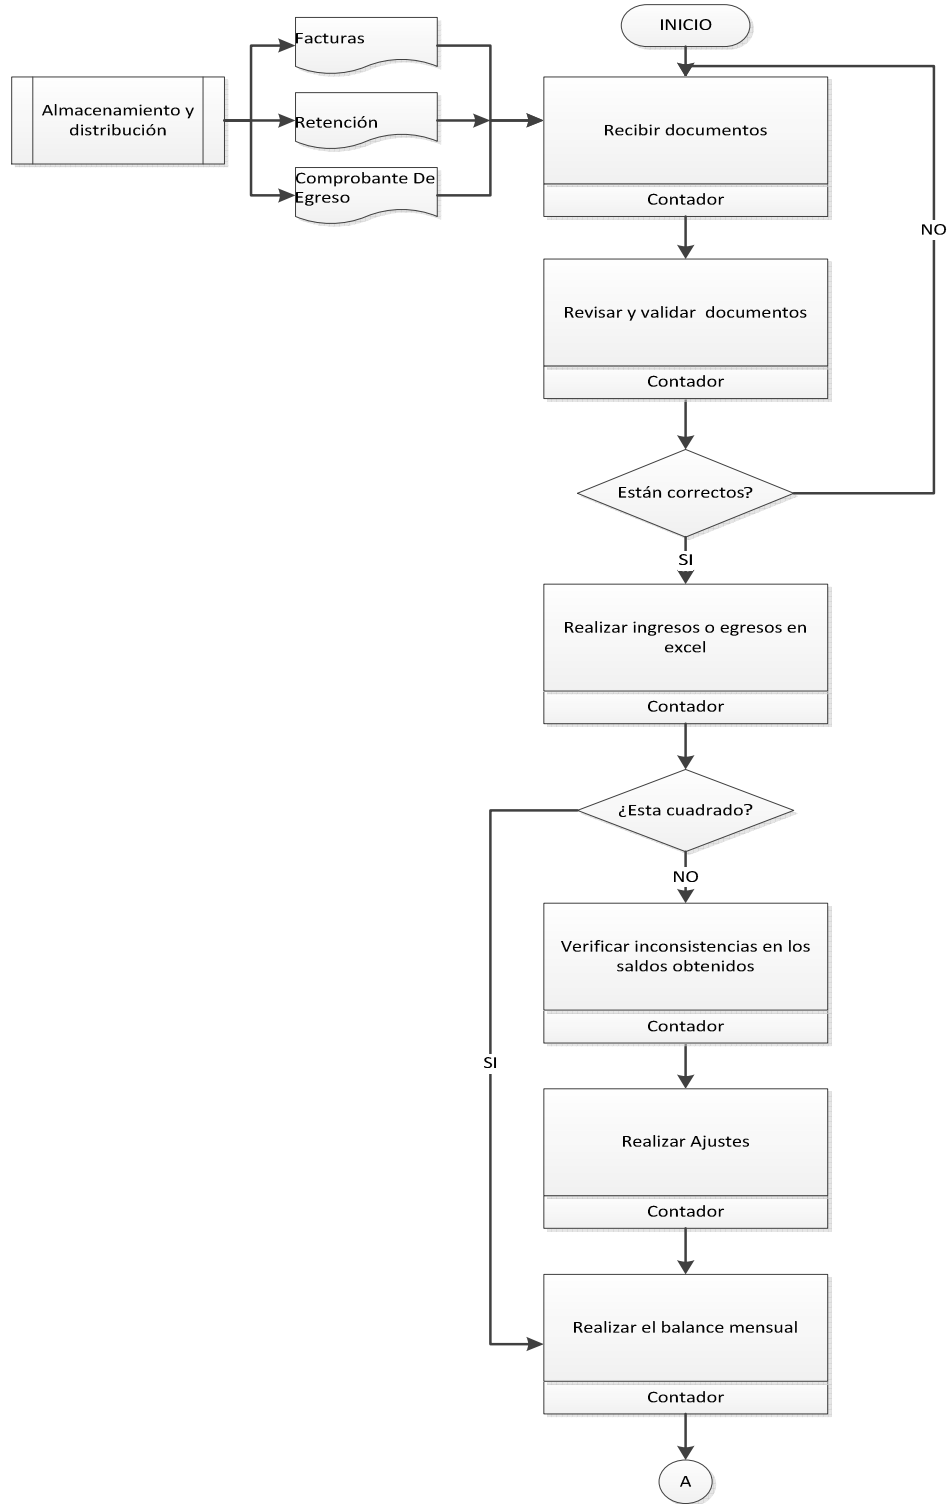 INICIO
Facturas
Almacenamiento y
distribución
Retención
Comprobante De
Egreso
Recibir documentos
Contador
NO
Revisar y validar  documentos
Contador
Están correctos?
SI
Realizar ingresos o egresos en
excel
Contador
¿Esta cuadrado?
NO
Verificar inconsistencias en los
saldos obtenidos
Contador
SI
Realizar Ajustes
Contador
Realizar el balance mensual
Contador
A